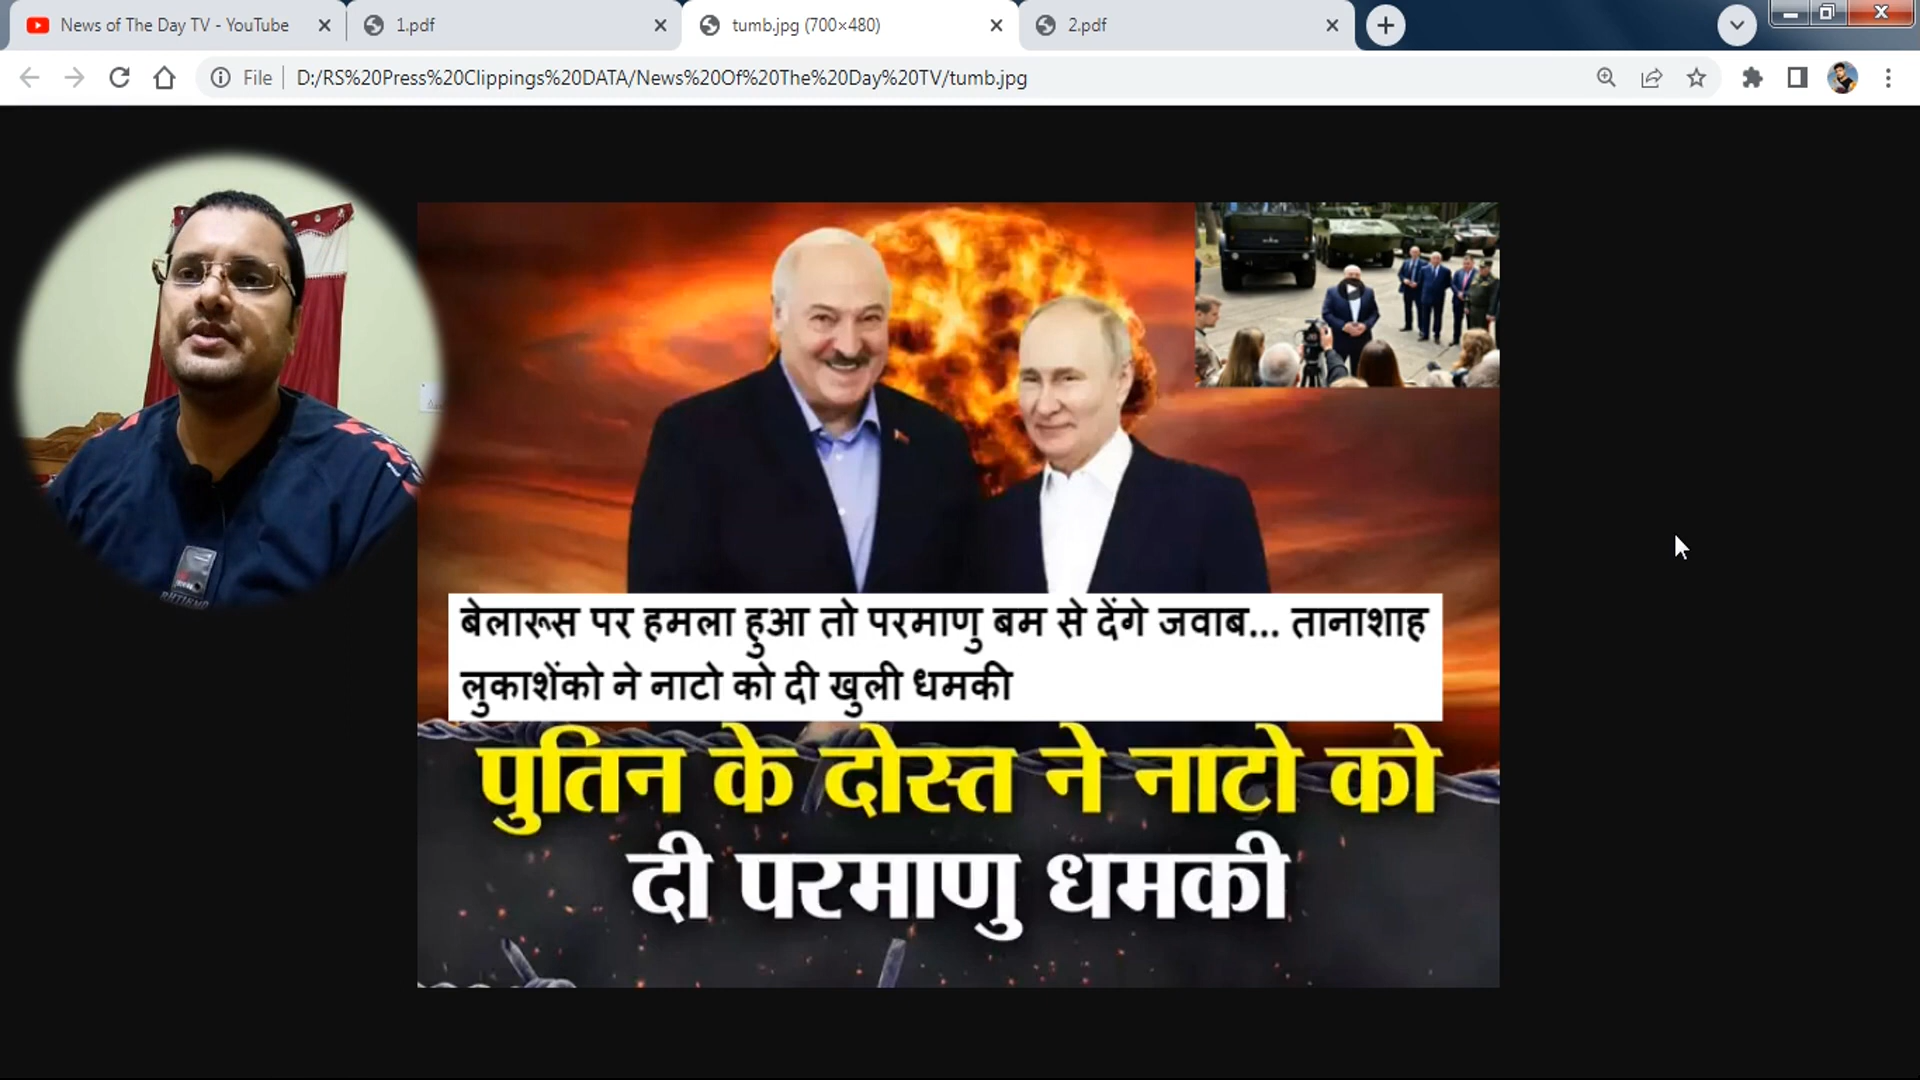 News of The Day TV - YouTube
1.pdf
tumb.jpg (700×480)
2.pdf
File
D:/RS%20Press%20Clippings%20DATA/News%20Of%20The%20Day%20TV/tumb.jpg
बेलारूस पर हमला हुआ तो परमाणु बम से देंगे जवाब... तानाशाह
लुकाशेंको ने नाटो को दी खुली धमकी
पुतिन के दोस्त ने नाटो को
दी परमाणु धमकी